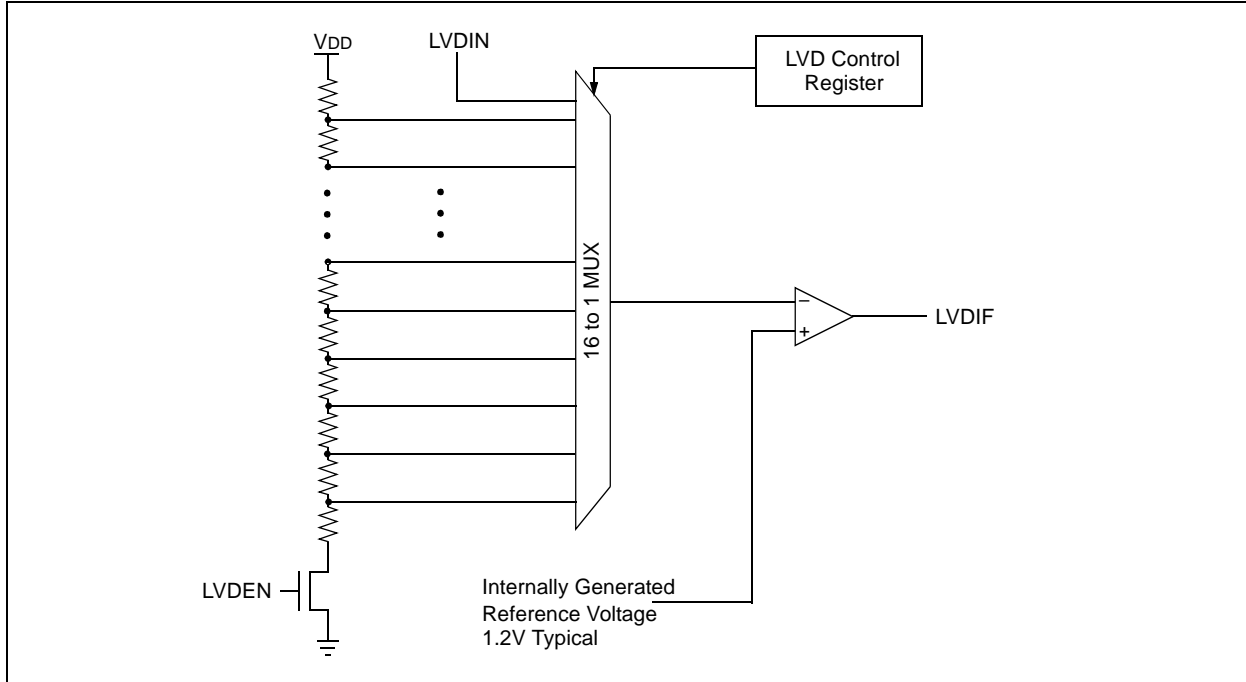 VDD
LVDIN
LVD Control
Register
16 to 1 MUX
–
+
LVDIF
LVDEN
Internally Generated
Reference Voltage
1.2V Typical